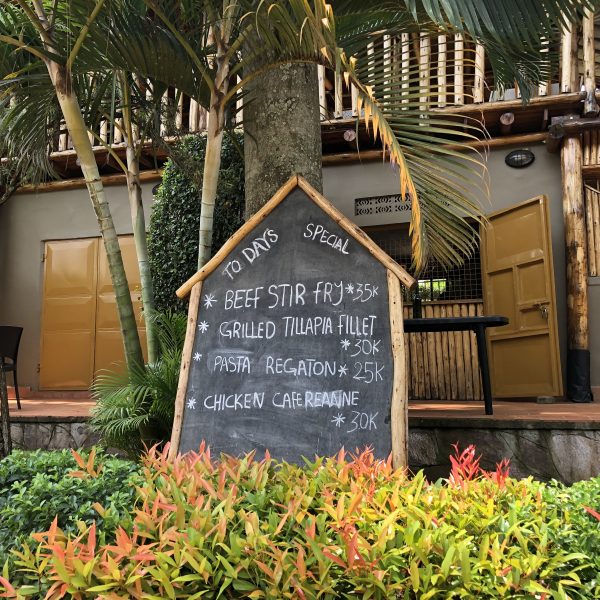 TO DAYS SPECIAL
* BEEF STIR FRY * 35K
* GRILLED TILLAPIA FILLET
* 30K
* PASTA REGATON * 25K
* CHICKEN CAFEREANNE
* 30K